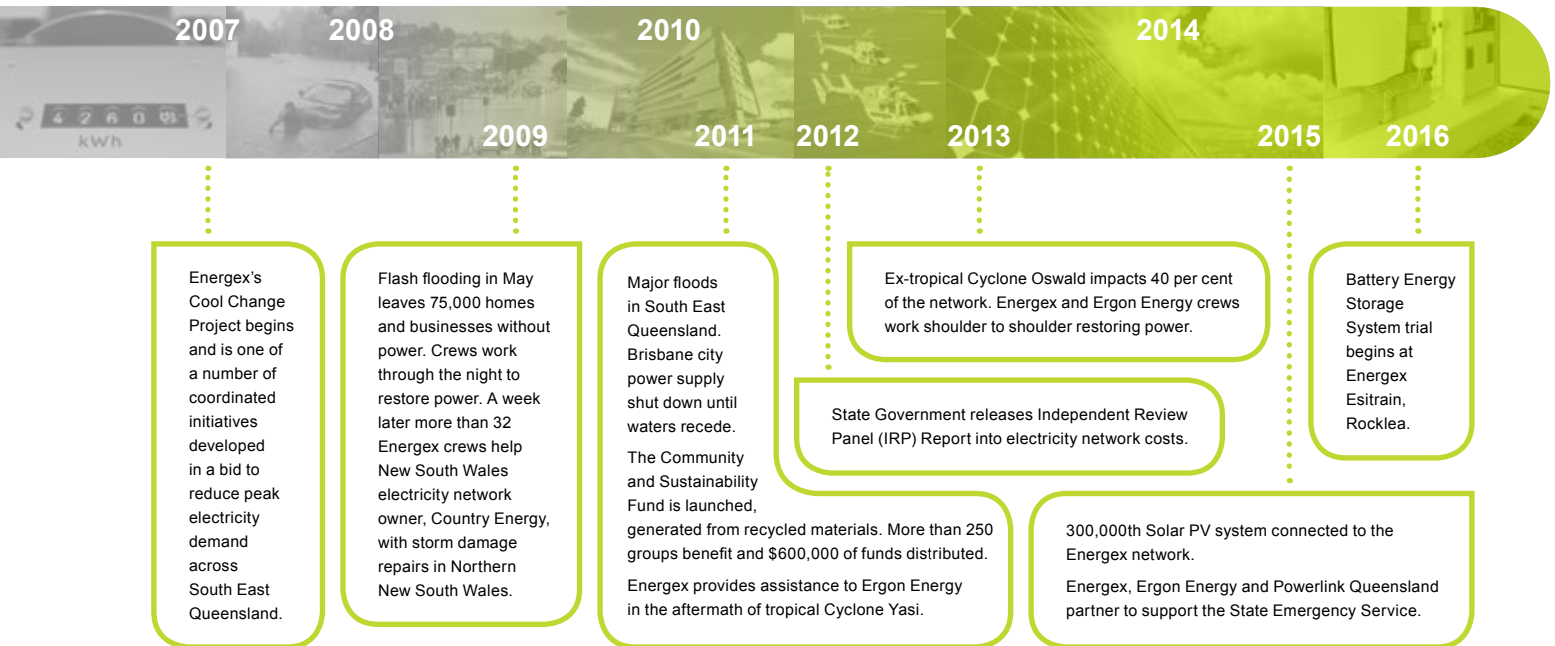 2007
2008
2010
2014
2009
2011
2012
2013
2015
2016
kWh
Energex's
Cool Change
Project begins
and is one of
a number of
coordinated
initiatives
developed
in a bid to
reduce peak
electricity
demand
across
South East
Queensland.
Flash flooding in May
leaves 75,000 homes
and businesses without
power. Crews work
through the night to
restore power. A week
later more than 32
Energex crews help
New South Wales
electricity network
owner, Country Energy,
with storm damage
repairs in Northern
New South Wales.
Major floods
in South East
Queensland.
Brisbane city
power supply
shut down until
waters recede.
The Community
and Sustainability
Fund is launched,
generated from recycled materials. More than 250
groups benefit and $600,000 of funds distributed.
Energex provides assistance to Ergon Energy
in the aftermath of tropical Cyclone Yasi.
State Government releases Independent Review
Panel (IRP) Report into electricity network costs.
Ex-tropical Cyclone Oswald impacts 40 per cent
of the network. Energex and Ergon Energy crews
work shoulder to shoulder restoring power.
300,000th Solar PV system connected to the
Energex network.
Energex, Ergon Energy and Powerlink Queensland
partner to support the State Emergency Service.
Battery Energy
Storage
System trial
begins at
Energex
Esitrain,
Rocklea.